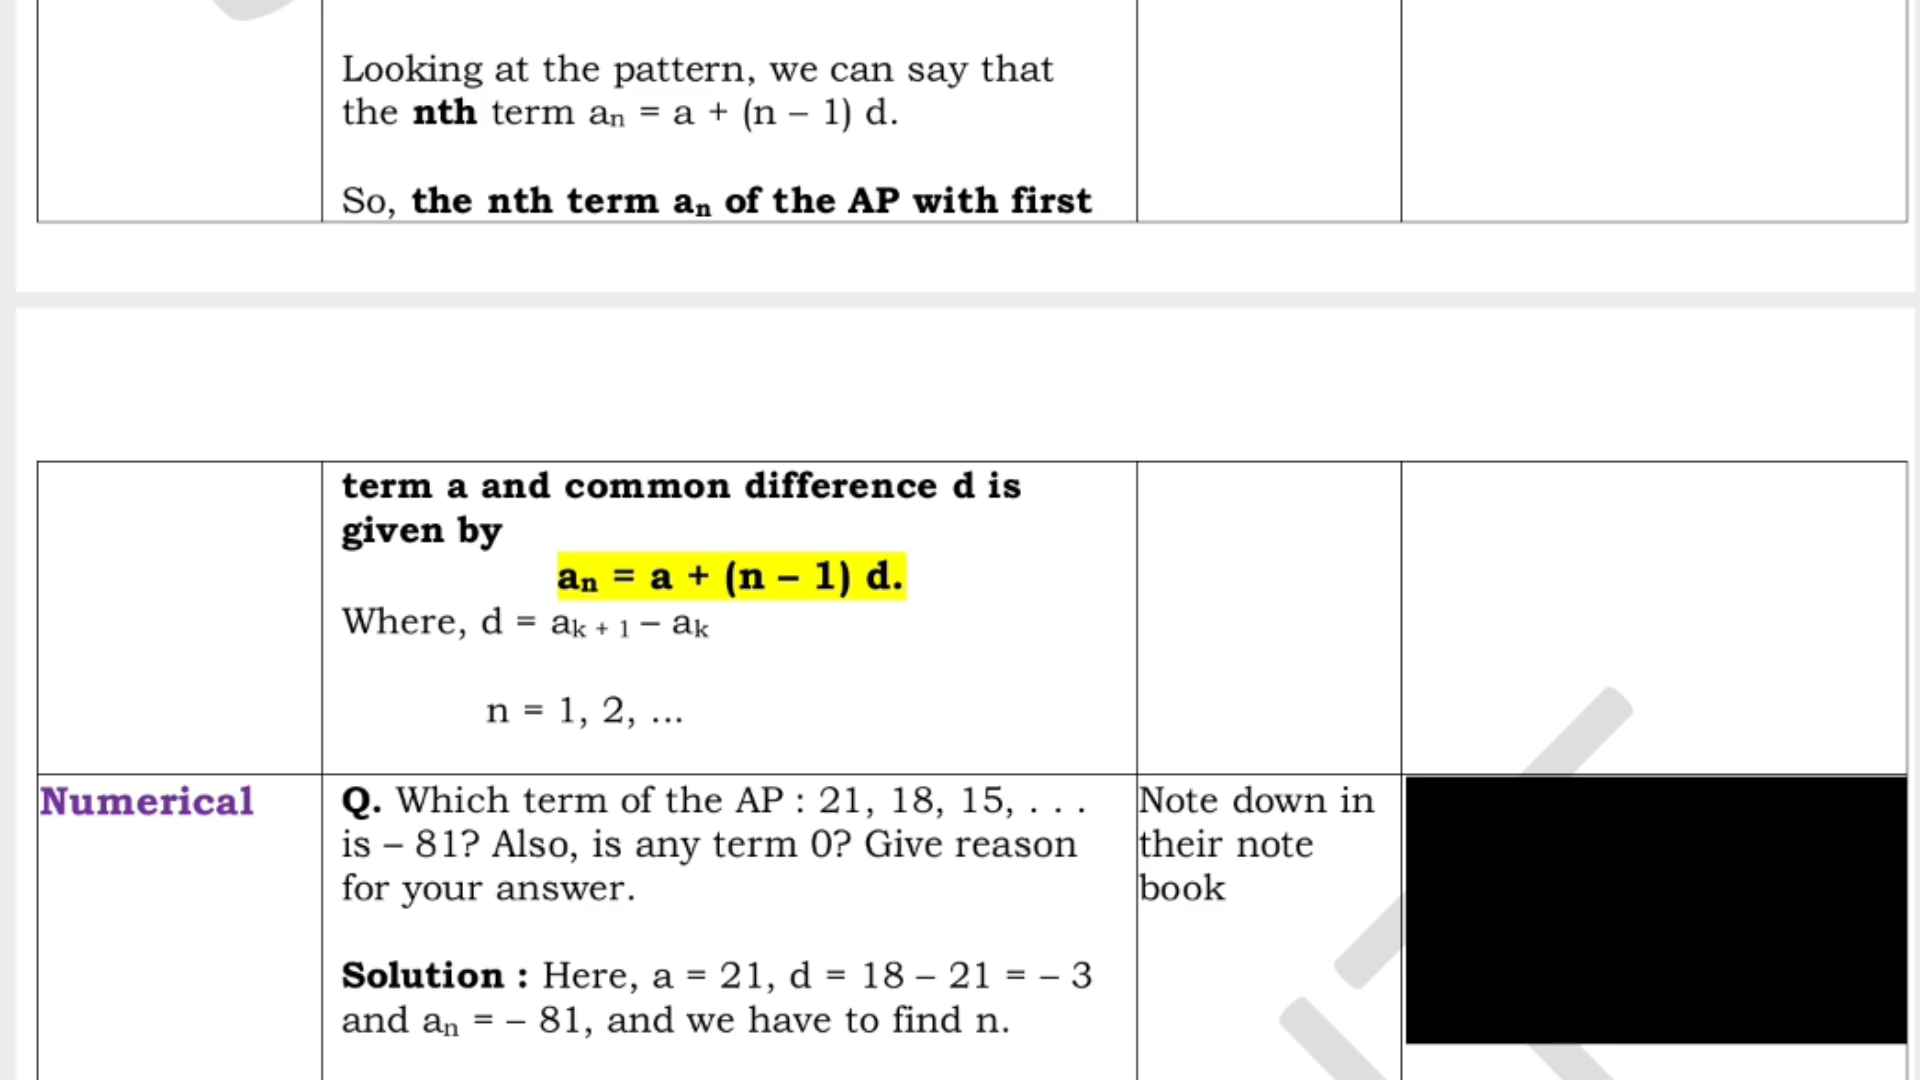 Looking at the pattern, we can say that
the nth term an = a + (n – 1) d.
So, the nth term an of the AP with first
term a and common difference d is
given by
an = a + (n – 1) d.
Where, d = ak + 1 – ak
n = 1, 2, ...
Numerical
Q. Which term of the AP : 21, 18, 15, . . .
is – 81? Also, is any term 0? Give reason
for your answer.
Solution : Here, a = 21, d = 18 – 21 = – 3
and an = – 81, and we have to find n.
Note down in
their note
book